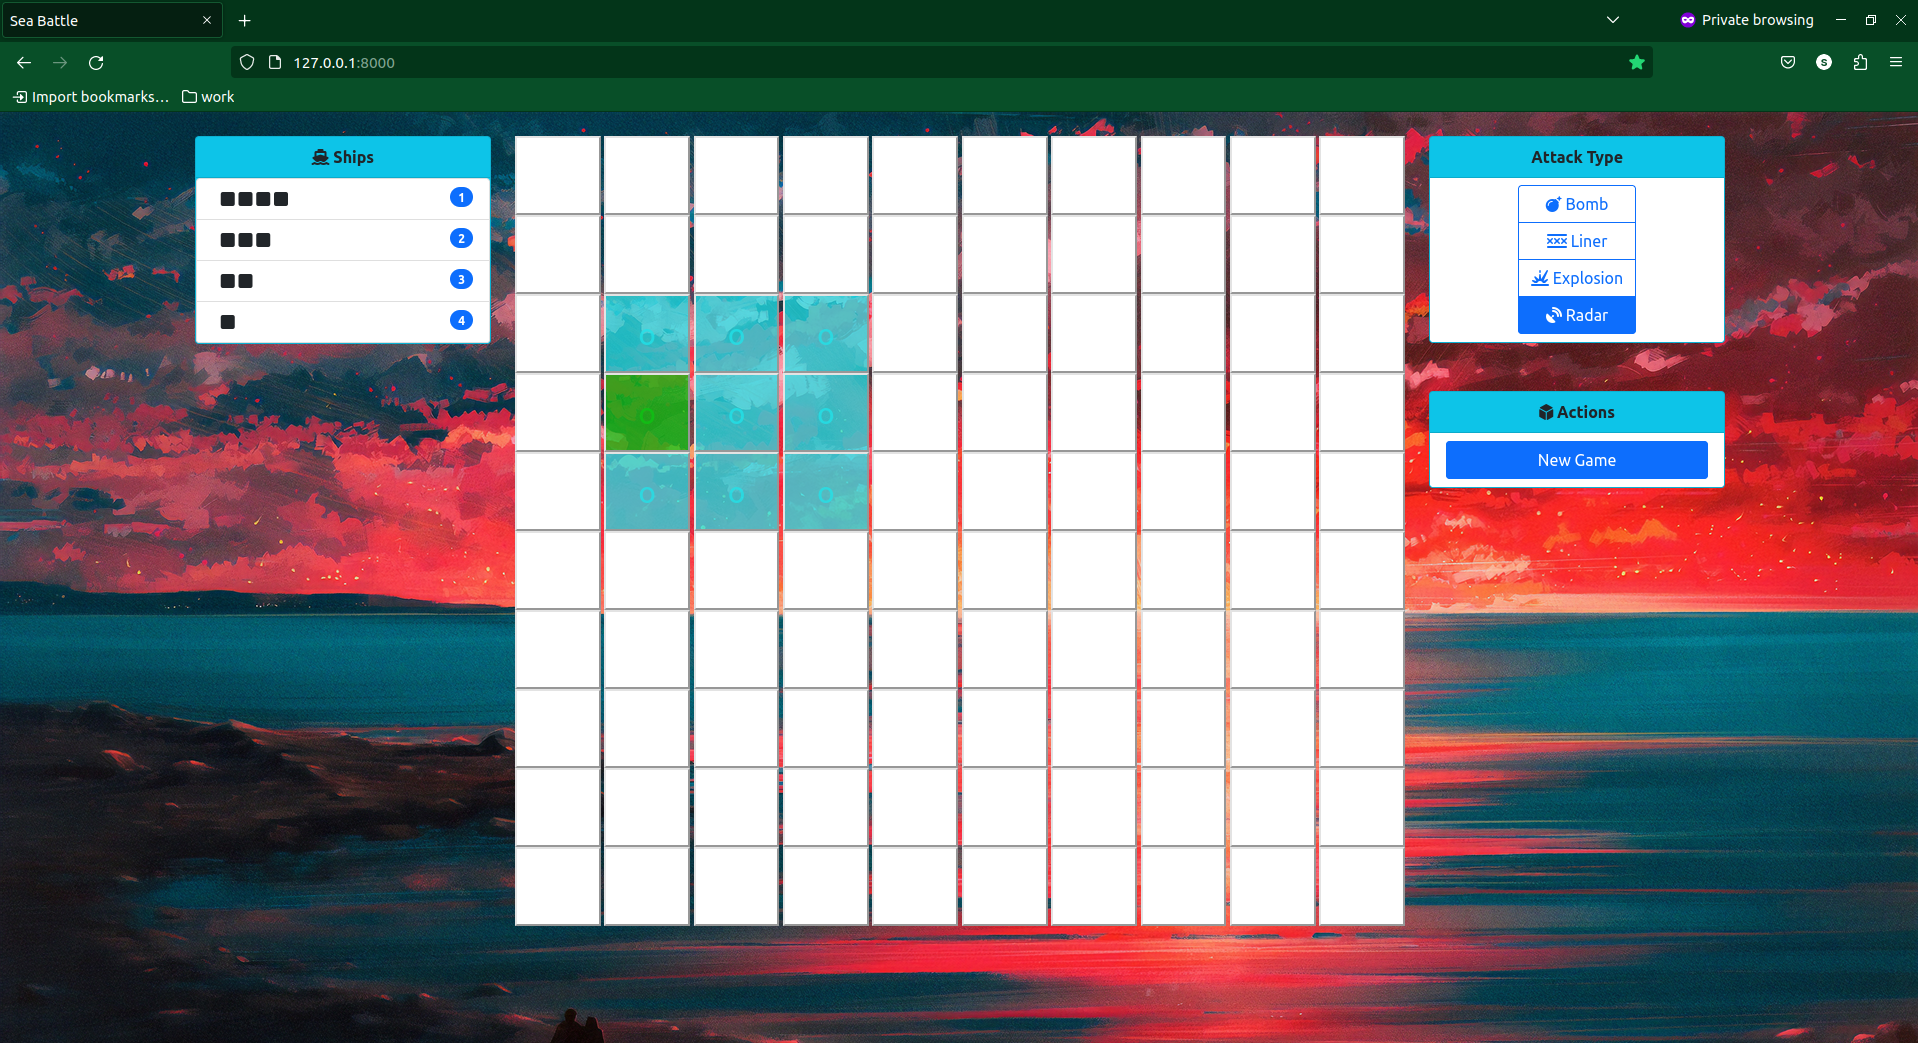 Sea Battle
Private browsing
127.0.0.1:8000
S
Import bookmarks...
work
Ships
1
2
3
4
O O O
O O O
O O O
Attack Type
Bomb
Liner
Explosion
Radar
Actions
New Game